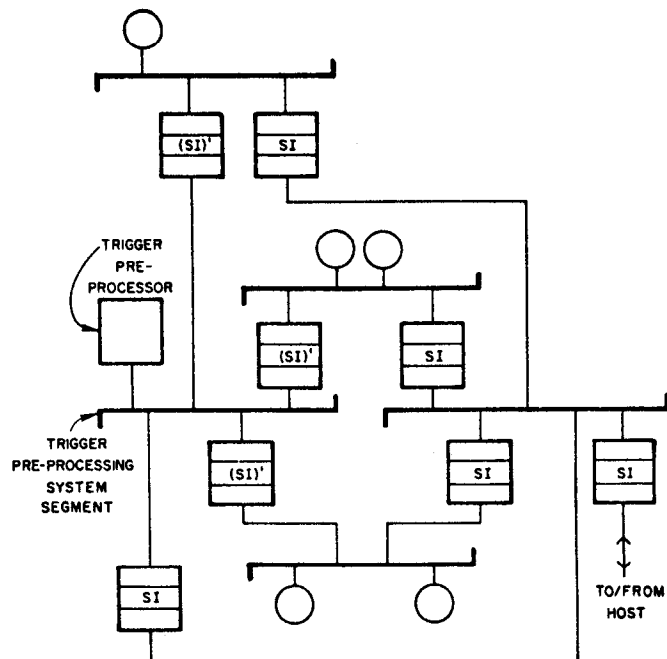 (SI)'
SI
TRIGGER
PRE-
PROCESSOR
(SI)'
SI
TRIGGER
PRE-PROCESSING
SYSTEM
SEGMENT
(SI)'
SI
SI
SI
TO/FROM
HOST